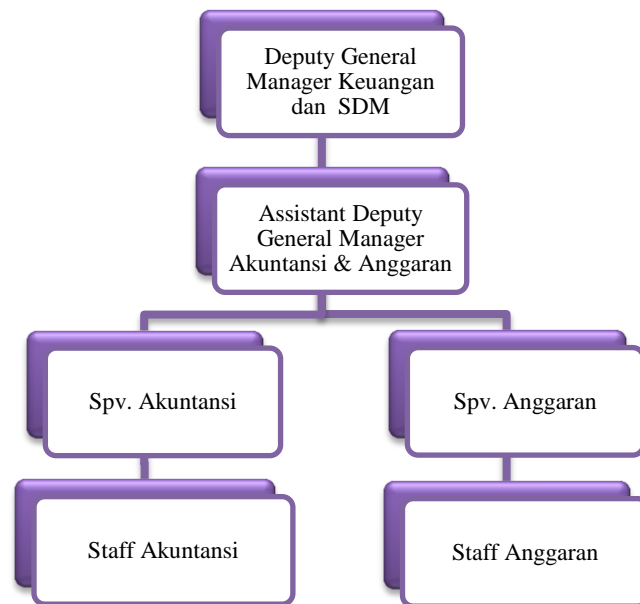 Deputy General
Manager Keuangan
dan SDM
Assistant Deputy
General Manager
Akuntansi & Anggaran
Spv. Akuntansi
Spv. Anggaran
Staff Akuntansi
Staff Anggaran